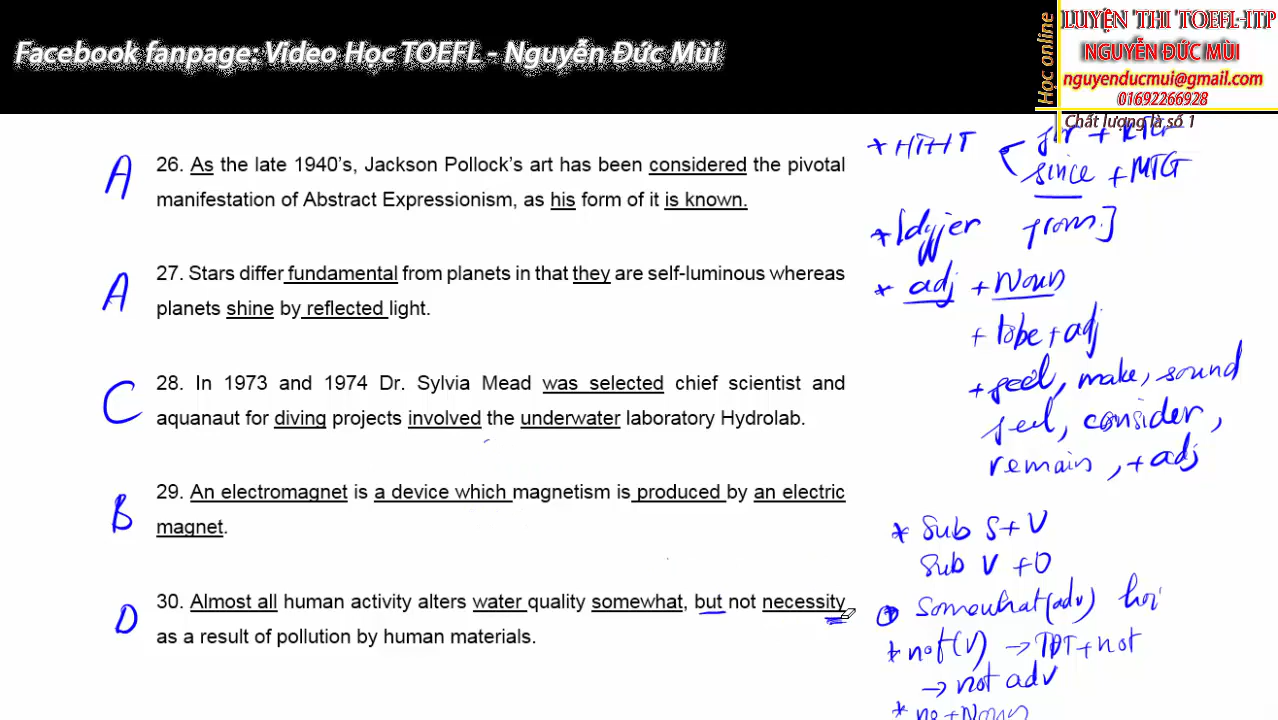 Facebook fanpage: Video Học TOEFL - Nguyễn Đức Mùi
Học online
LUYỆN THI TOEFL-ITP
NGUYỄN ĐỨC MÙI
nguyenducmui@gmail.com
01692266928
Chất lượng là số 1
A 26. As the late 1940's, Jackson Pollock's art has been considered the pivotal
manifestation of Abstract Expressionism, as his form of it is known.
A 27. Stars differ fundamental from planets in that they are self-luminous whereas
planets shine by reflected light.
C 28. In 1973 and 1974 Dr. Sylvia Mead was selected chief scientist and
aquanaut for diving projects involved the underwater laboratory Hydrolab.
B 29. An electromagnet is a device which magnetism is produced by an electric
magnet.
D 30. Almost all human activity alters water quality somewhat, but not necessity
as a result of pollution by human materials.
* HTHT
since + MTG
* adj + Noun
+ tobe + adj
+ feel, make, sound
consider,
remain, + adj
* Sub S + V
Sub V + O
somewhat (adv)
* not (V) → TĐT + not
→ not adv
* no + Noun